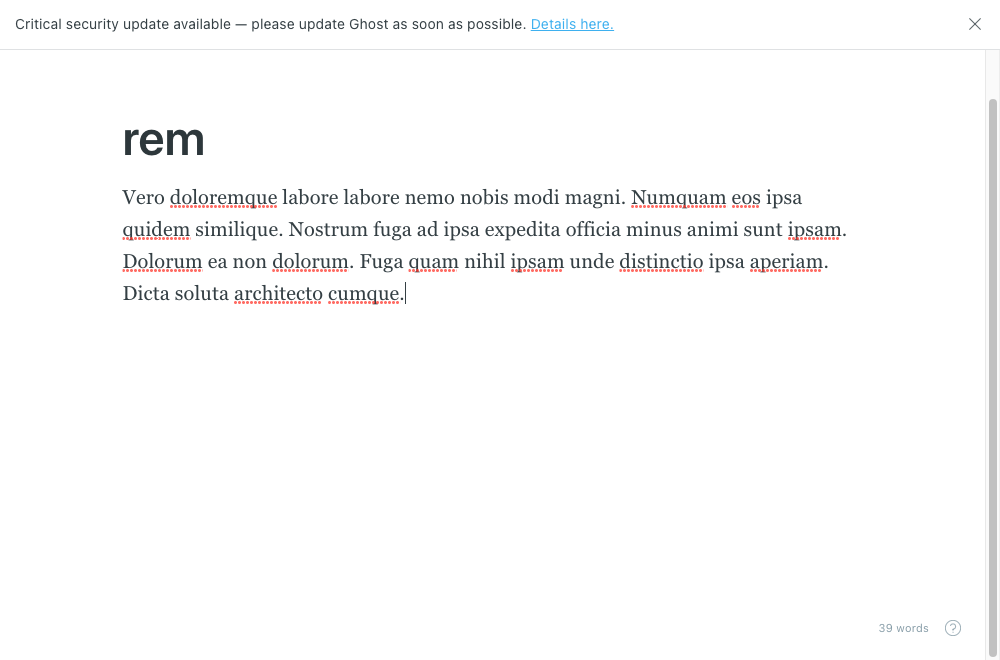 Critical security update available — please update Ghost as soon as possible. Details here.
rem
Vero doloremque labore labore nemo nobis modi magni. Numquam eos ipsa
quidem similique. Nostrum fuga ad ipsa expedita officia minus animi sunt ipsam.
Dolorum ea non dolorum. Fuga quam nihil ipsam unde distinctio ipsa aperiam.
Dicta soluta architecto cumque.
39 words